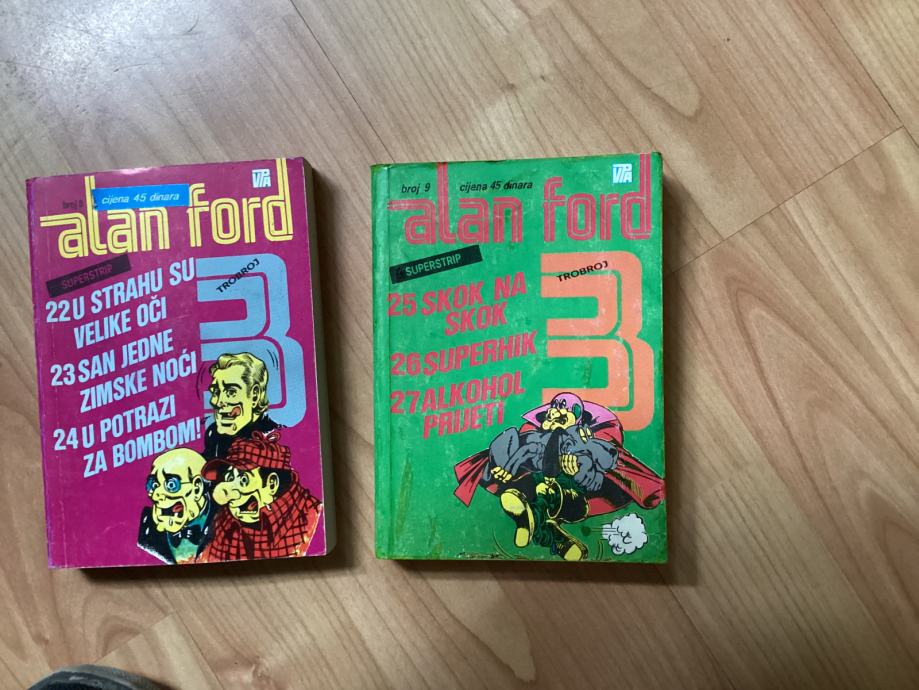 broj 8
cijena 45 dinara
alan ford
VPA
SUPERSTRIP
TROBROJ
3
22 U STRAHU SU
VELIKE OČI
23 SAN JEDNE
ZIMSKE NOĆI
24 U POTRAZI
ZA BOMBOM!
broj 9
cijena 45 dinara
alan ford
VPA
SUPERSTRIP
TROBROJ
3
25 SKOK NA
SKOK
26 SUPERHIK
27 ALKOHOL
PRIJETI